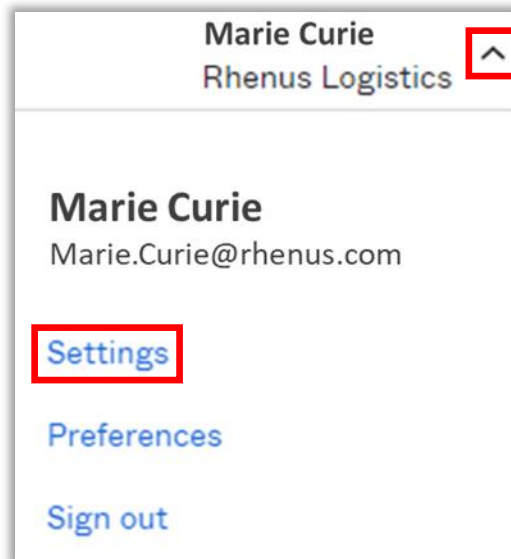 Marie Curie
Rhenus Logistics
Marie Curie
Marie.Curie@rhenus.com
Settings
Preferences
Sign out